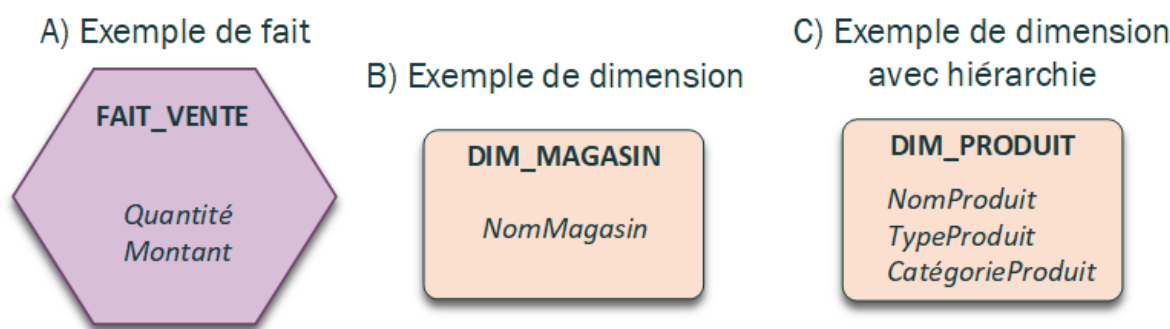 A) Exemple de fait
FAIT_VENTE
Quantité
Montant
B) Exemple de dimension
DIM_MAGASIN
NomMagasin
C) Exemple de dimension
avec hiérarchie
DIM_PRODUIT
NomProduit
TypeProduit
CatégorieProduit